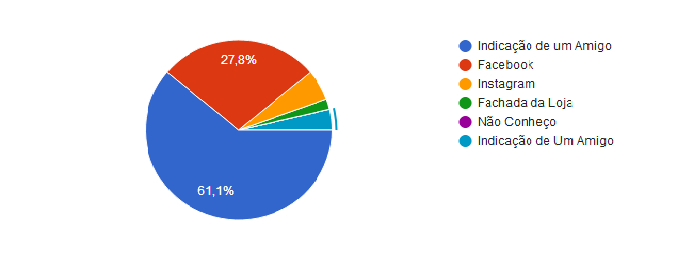 27,8%
61,1%
Indicação de um Amigo
Facebook
Instagram
Fachada da Loja
Não Conheço
Indicação de Um Amigo